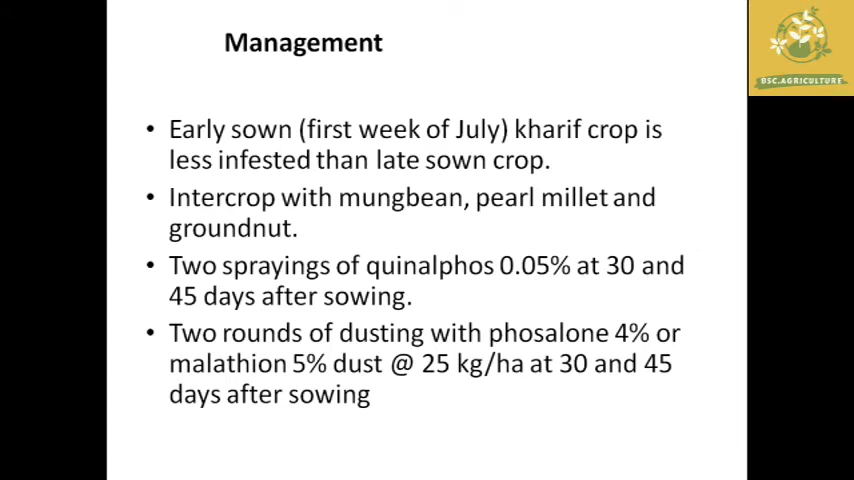 Management
BSC.AGRICULTURE
• Early sown (first week of July) kharif crop is
less infested than late sown crop.
• Intercrop with mungbean, pearl millet and
groundnut.
• Two sprayings of quinalphos 0.05% at 30 and
45 days after sowing.
• Two rounds of dusting with phosalone 4% or
malathion 5% dust @ 25 kg/ha at 30 and 45
days after sowing